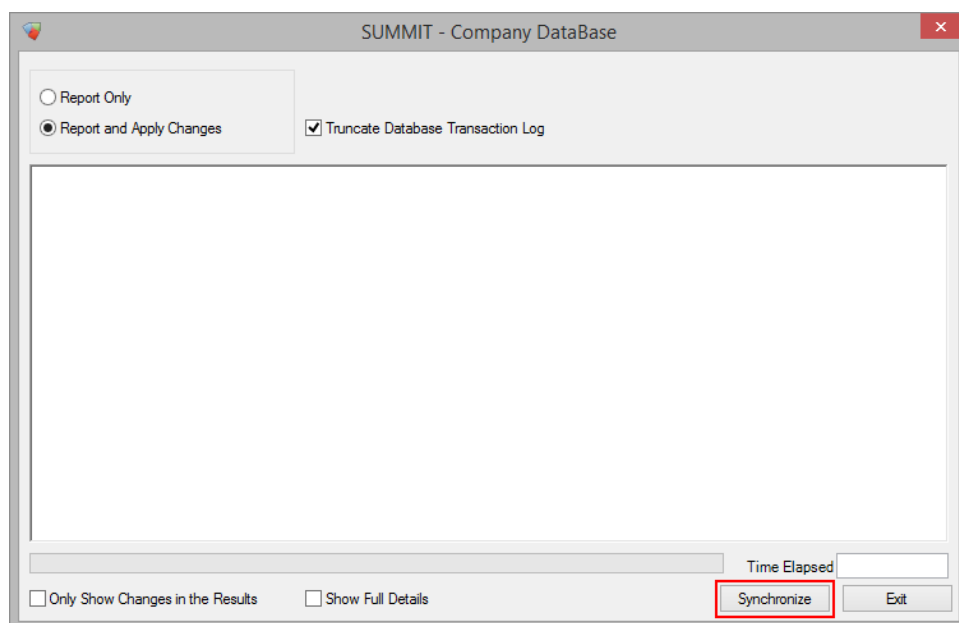 SUMMIT - Company DataBase
Report Only
Report and Apply Changes
Truncate Database Transaction Log
Time Elapsed
Only Show Changes in the Results
Show Full Details
Synchronize
Exit